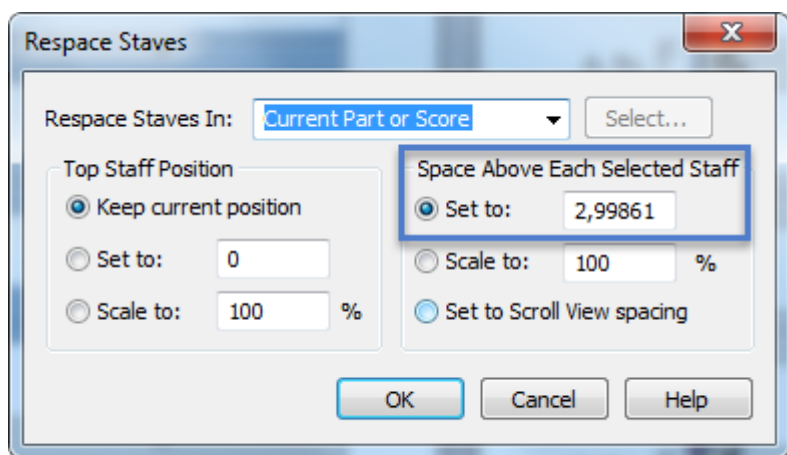 Respace Staves
Respace Staves In: Current Part or Score Select...
Top Staff Position
Keep current position
Set to: 0
Scale to: 100 %
Space Above Each Selected Staff
Set to: 2,99861
Scale to: 100 %
Set to Scroll View spacing
OK Cancel Help